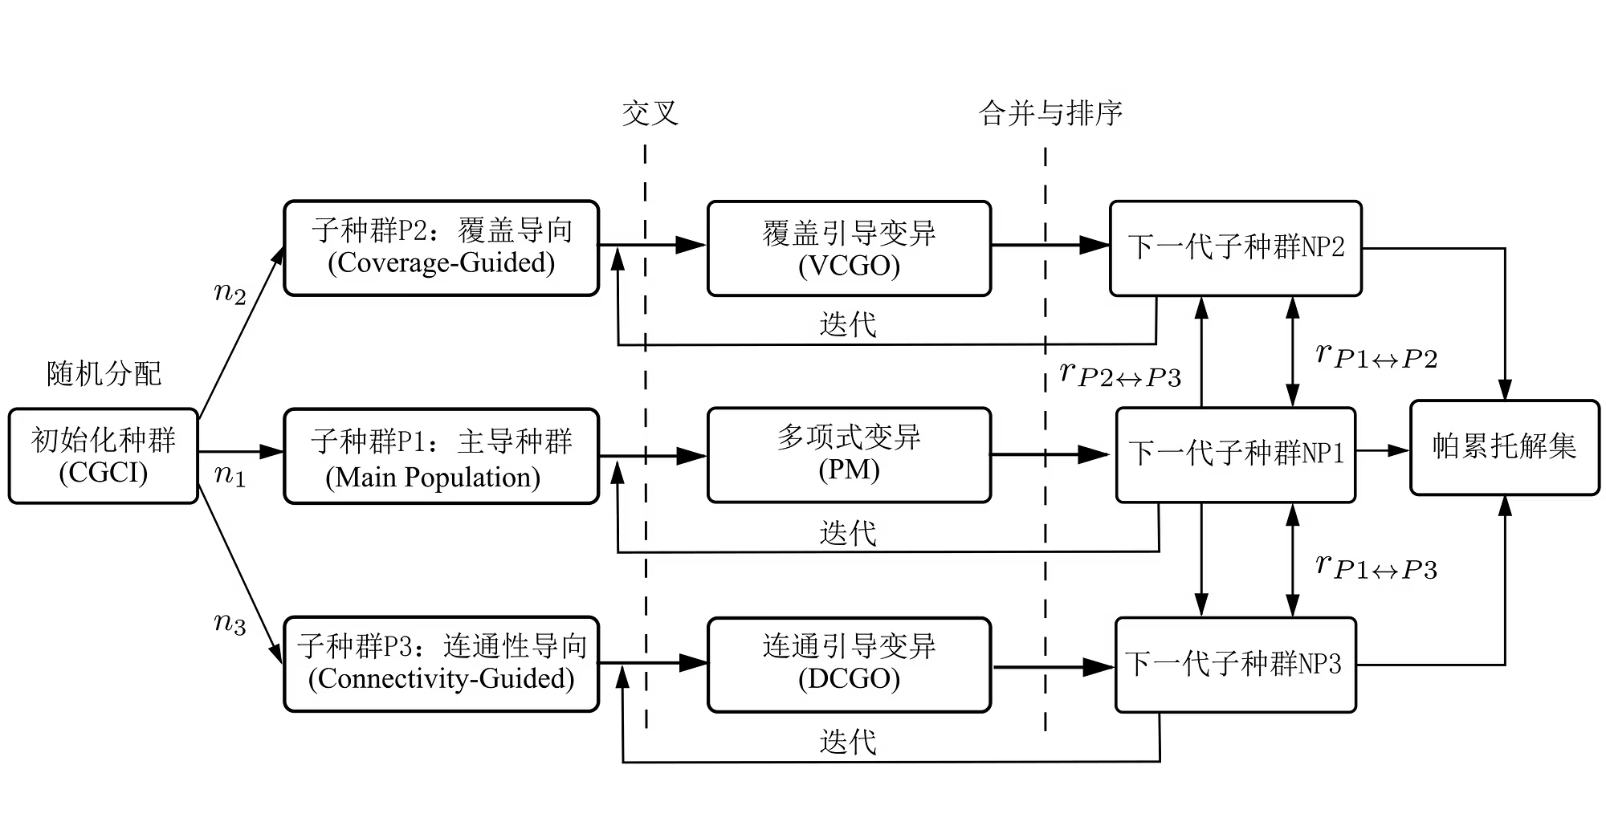 交叉
合并与排序
子种群P2：覆盖导向
(Coverage-Guided)
覆盖引导变异
(VCGO)
下一代子种群NP2
n2
迭代
随机分配
rP2↔P3
rP1↔P2
初始化种群
(CGCI)
n1
子种群P1：主导种群
(Main Population)
多项式变异
(PM)
下一代子种群NP1
帕累托解集
迭代
rP1↔P3
n3
子种群P3：连通性导向
(Connectivity-Guided)
连通引导变异
(DCGO)
下一代子种群NP3
迭代